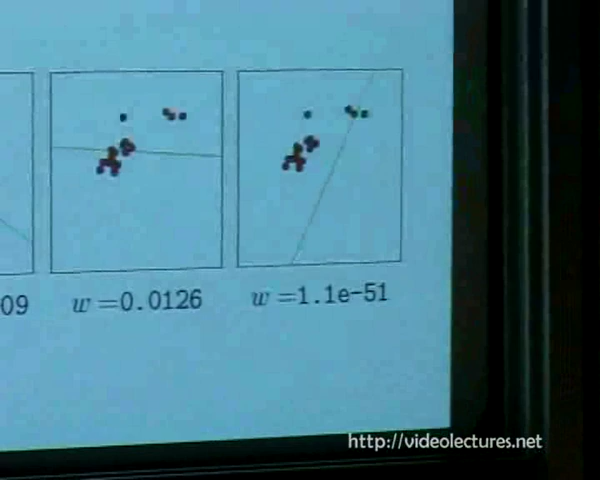 09
w =0.0126
w =1.1e-51
http://videolectures.net